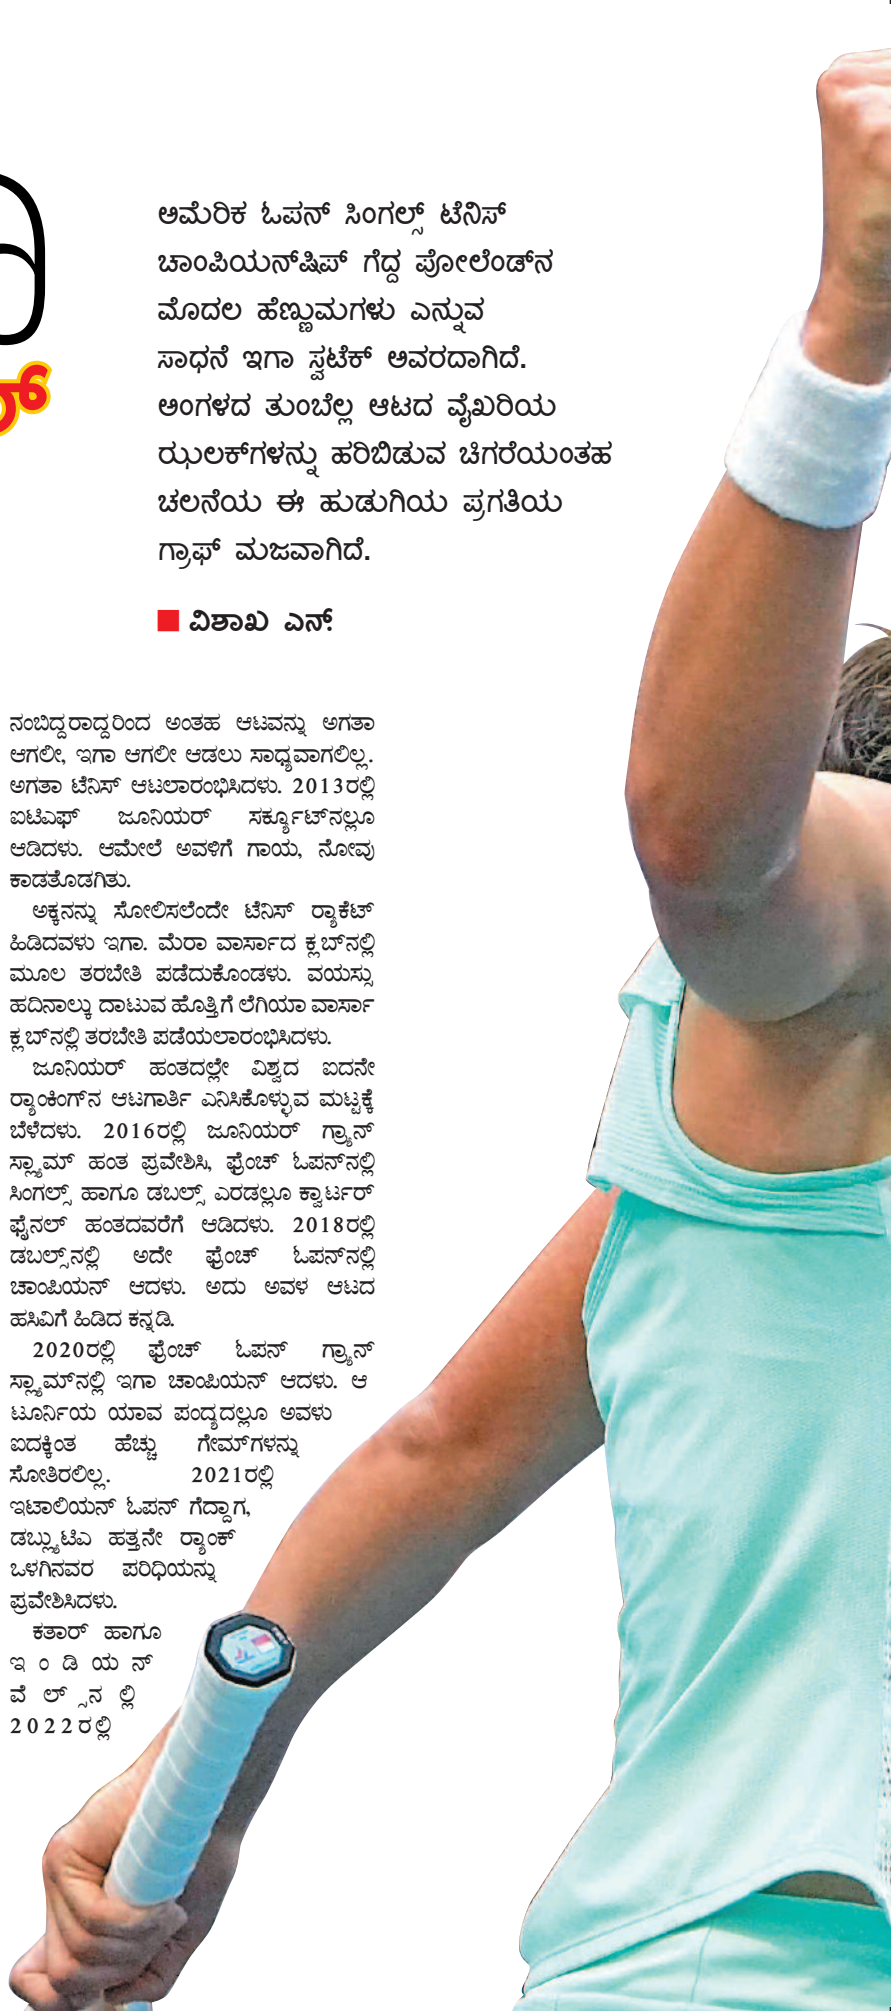 ಅಮೆರಿಕ ಓಪನ್ ಸಿಂಗಲ್ಸ್ ಟೆನಿಸ್
ಚಾಂಪಿಯನ್‌ಷಿಪ್ ಗೆದ್ದ ಪೋಲೆಂಡ್‌ನ
ಮೊದಲ ಹೆಣ್ಣುಮಗಳು ಎನ್ನುವ
ಸಾಧನೆ ಇಗಾ ಸ್ವಟೆಕ್ ಅವರದಾಗಿದೆ.
ಅಂಗಳದ ತುಂಬೆಲ್ಲ ಆಟದ ವೈಖರಿಯ
ಝಲಕ್‌ಗಳನ್ನು ಹರಿಬಿಡುವ ಚಿಗರೆಯಂತಹ
ಚಲನೆಯ ಈ ಹುಡುಗಿಯ ಪ್ರಗತಿಯ
ಗ್ರಾಫ್ ಮಜವಾಗಿದೆ.
ವಿಶಾಖ ಎನ್.
ನಂಬಿದ್ದರಾದ್ದರಿಂದ ಅಂತಹ ಆಟವನ್ನು ಅಗತಾ
ಆಗಲೀ, ಇಗಾ ಆಗಲೀ ಆಡಲು ಸಾಧ್ಯವಾಗಲಿಲ್ಲ.
ಅಗತಾ ಟೆನಿಸ್ ಆಟಲಾರಂಭಿಸಿದಳು. 2013ರಲ್ಲಿ
ಐಟಿಎಫ್ ಜೂನಿಯರ್ ಸರ್ಕ್ಯೂಟ್‌ನಲ್ಲೂ
ಆಡಿದಳು. ಆಮೇಲೆ ಅವಳಿಗೆ ಗಾಯ, ನೋವು
ಕಾಡತೊಡಗಿತು.
ಅಕ್ಕನನ್ನು ಸೋಲಿಸಲೆಂದೇ ಟೆನಿಸ್ ರ‍್ಯಾಕೆಟ್
ಹಿಡಿದವಳು ಇಗಾ. ಮೆರಾ ವಾರ್ಸಾದ ಕ್ಲಬ್‌ನಲ್ಲಿ
ಮೂಲ ತರಬೇತಿ ಪಡೆದುಕೊಂಡಳು. ವಯಸ್ಸು
ಹದಿನಾಲ್ಕು ದಾಟುವ ಹೊತ್ತಿಗೆ ಲೆಗಿಯಾ ವಾರ್ಸಾ
ಕ್ಲಬ್‌ನಲ್ಲಿ ತರಬೇತಿ ಪಡೆಯಲಾರಂಭಿಸಿದಳು.
ಜೂನಿಯರ್ ಹಂತದಲ್ಲೇ ವಿಶ್ವದ ಐದನೇ
ರ‍್ಯಾಂಕಿಂಗ್‌ನ ಆಟಗಾರ್ತಿ ಎನಿಸಿಕೊಳ್ಳುವ ಮಟ್ಟಕ್ಕೆ
ಬೆಳೆದಳು. 2016ರಲ್ಲಿ ಜೂನಿಯರ್ ಗ್ರ್ಯಾನ್
ಸ್ಲ್ಯಾಮ್ ಹಂತ ಪ್ರವೇಶಿಸಿ, ಫ್ರೆಂಚ್ ಓಪನ್‌ನಲ್ಲಿ
ಸಿಂಗಲ್ಸ್ ಹಾಗೂ ಡಬಲ್ಸ್ ಎರಡಲ್ಲೂ ಕ್ವಾರ್ಟರ್
ಫೈನಲ್ ಹಂತದವರೆಗೆ ಆಡಿದಳು. 2018ರಲ್ಲಿ
ಡಬಲ್ಸ್‌ನಲ್ಲಿ ಅದೇ ಫ್ರೆಂಚ್ ಓಪನ್‌ನಲ್ಲಿ
ಚಾಂಪಿಯನ್ ಆದಳು. ಅದು ಅವಳ ಆಟದ
ಹಸಿವಿಗೆ ಹಿಡಿದ ಕನ್ನಡಿ.
2020ರಲ್ಲಿ ಫ್ರೆಂಚ್ ಓಪನ್ ಗ್ರ್ಯಾನ್
ಸ್ಲ್ಯಾಮ್‌ನಲ್ಲಿ ಇಗಾ ಚಾಂಪಿಯನ್ ಆದಳು. ಆ
ಟೂರ್ನಿಯ ಯಾವ ಪಂದ್ಯದಲ್ಲೂ ಅವಳು
ಐದಕ್ಕಿಂತ ಹೆಚ್ಚು ಗೇಮ್‌ಗಳನ್ನು
ಸೋತಿರಲಿಲ್ಲ. 2021ರಲ್ಲಿ
ಇಟಾಲಿಯನ್ ಓಪನ್ ಗೆದ್ದಾಗ,
ಡಬ್ಲ್ಯುಟಿಎ ಹತ್ತನೇ ರ‍್ಯಾಂಕ್
ಒಳಗಿನವರ ಪರಿಧಿಯನ್ನು
ಪ್ರವೇಶಿಸಿದಳು.
ಕತಾರ್ ಹಾಗೂ
ಇಂಡಿಯನ್
ವೆಲ್ಸ್‌ನಲ್ಲಿ
2022ರಲ್ಲಿ